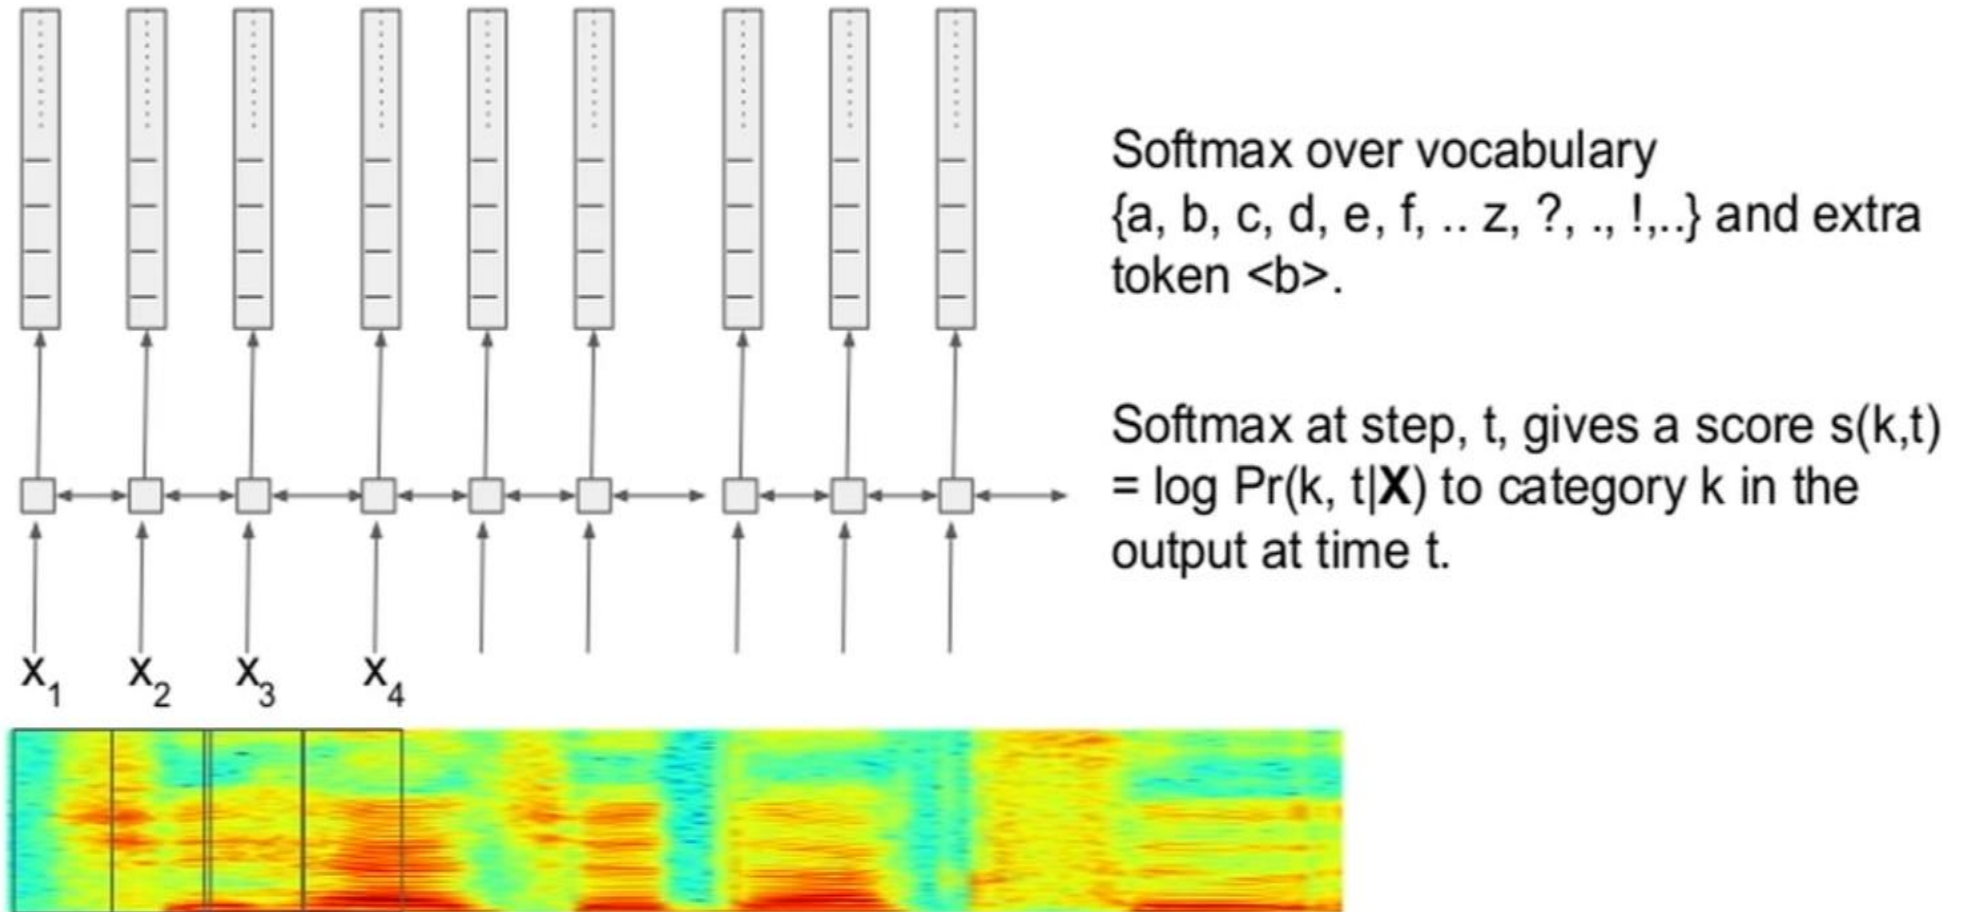 Softmax over vocabulary
{a, b, c, d, e, f, .. z, ?, ., !,..} and extra
token <b>.
Softmax at step, t, gives a score s(k,t)
= log Pr(k, t|X) to category k in the
output at time t.
X1 X2 X3 X4